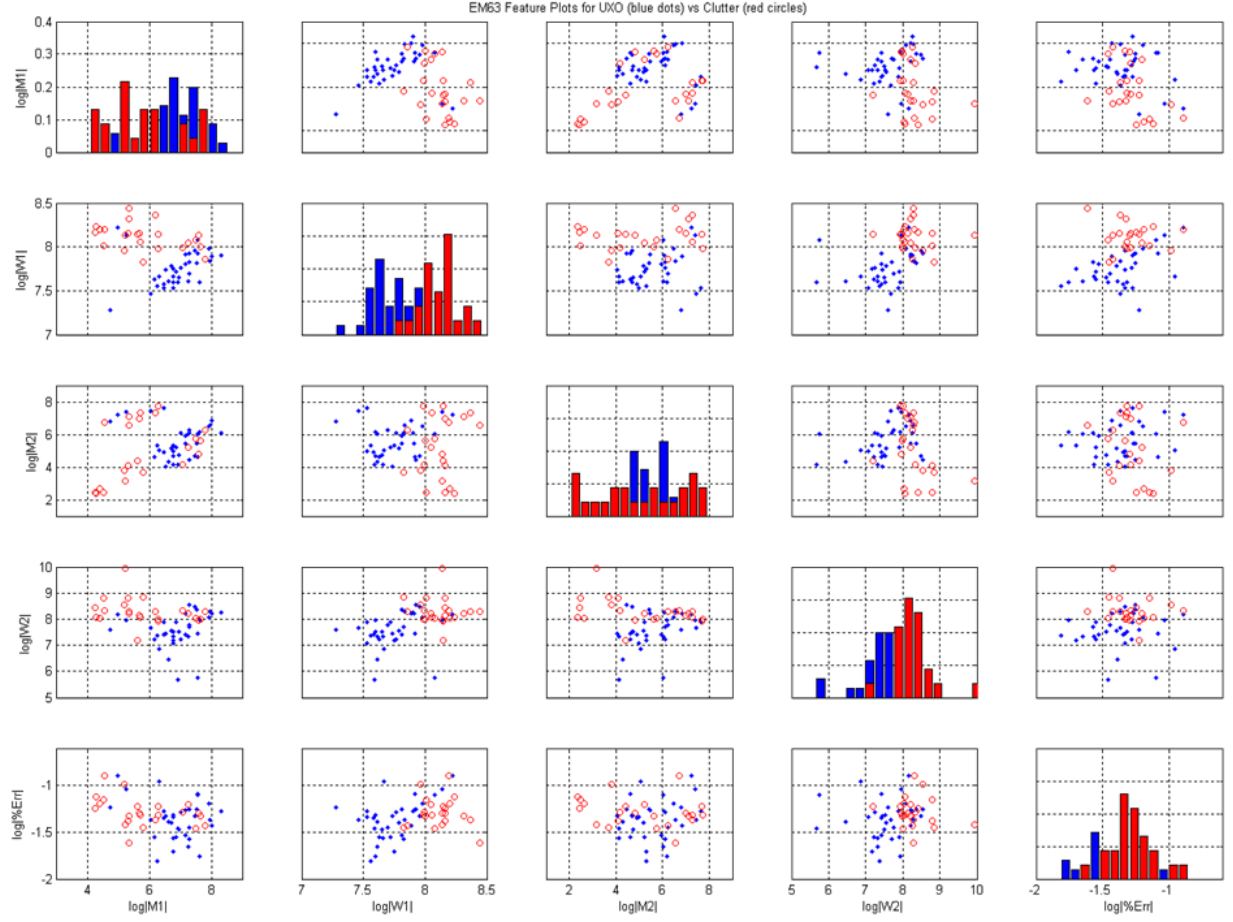 EM63 Feature Plots for UXO (blue dots) vs Clutter (red circles)
log|M1|
0.4
0.3
0.2
0.1
0
log|W1|
8.5
8
7.5
7
log|M2|
8
6
4
2
log|W2|
10
9
8
7
6
5
log|%Err|
-1
-1.5
-2
4 6 8
log|M1|
7 7.5 8 8.5
log|W1|
2 4 6 8
log|M2|
5 6 7 8 9 10
log|W2|
-2 -1.5 -1
log|%Err|